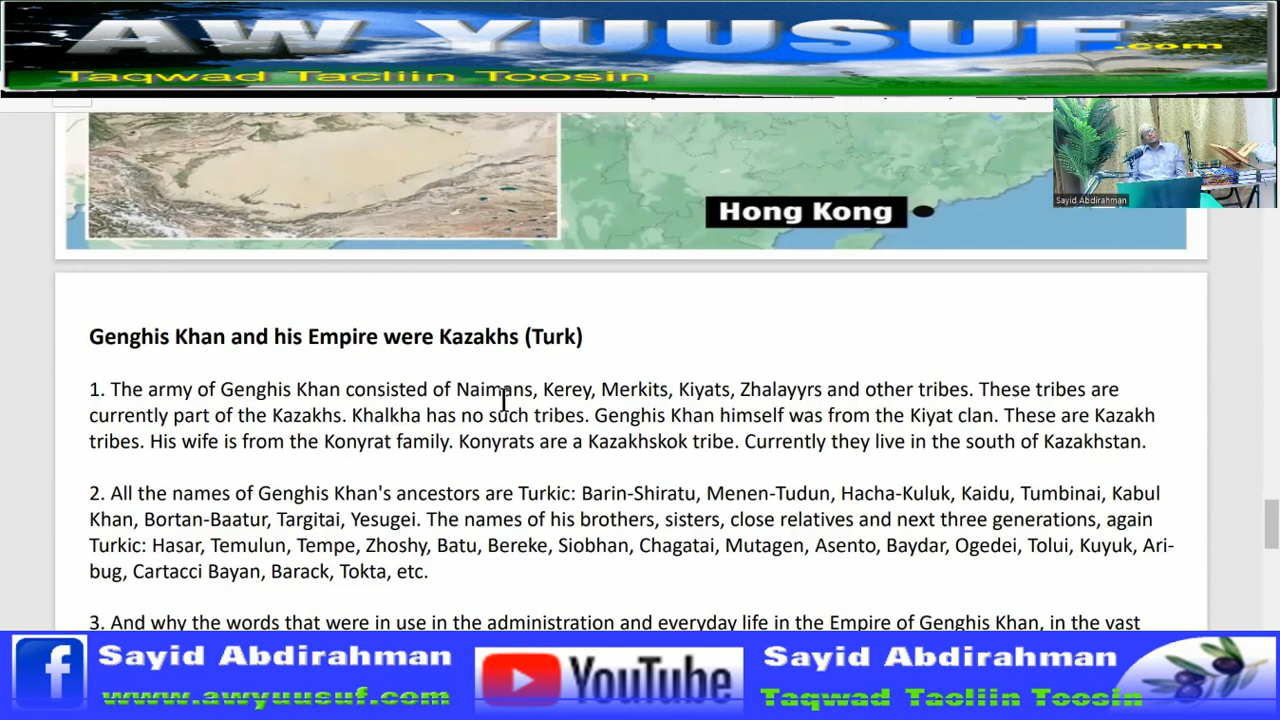 AW YUUSUF.com
Taqwad Tacliin Toosin
Hong Kong
Sayid Abdirahman
Genghis Khan and his Empire were Kazakhs (Turk)
1. The army of Genghis Khan consisted of Naimans, Kerey, Merkits, Kiyats, Zhalayyrs and other tribes. These tribes are
currently part of the Kazakhs. Khalkha has no such tribes. Genghis Khan himself was from the Kiyat clan. These are Kazakh
tribes. His wife is from the Konyrat family. Konyrats are a Kazakhskok tribe. Currently they live in the south of Kazakhstan.
2. All the names of Genghis Khan's ancestors are Turkic: Barin-Shiratu, Menen-Tudun, Hacha-Kuluk, Kaidu, Tumbinai, Kabul
Khan, Bortan-Baatur, Targitai, Yesugei. The names of his brothers, sisters, close relatives and next three generations, again
Turkic: Hasar, Temulun, Tempe, Zhoshy, Batu, Bereke, Siobhan, Chagatai, Mutagen, Asento, Baydar, Ogedei, Tolui, Kuyuk, Ari-
bug, Cartacci Bayan, Barack, Tokta, etc.
3. And why the words that were in use in the administration and everyday life in the Empire of Genghis Khan, in the vast
f
Sayid Abdirahman
www.awyuusuf.com
YouTube
Sayid Abdirahman
Taqwad Tacliin Toosin